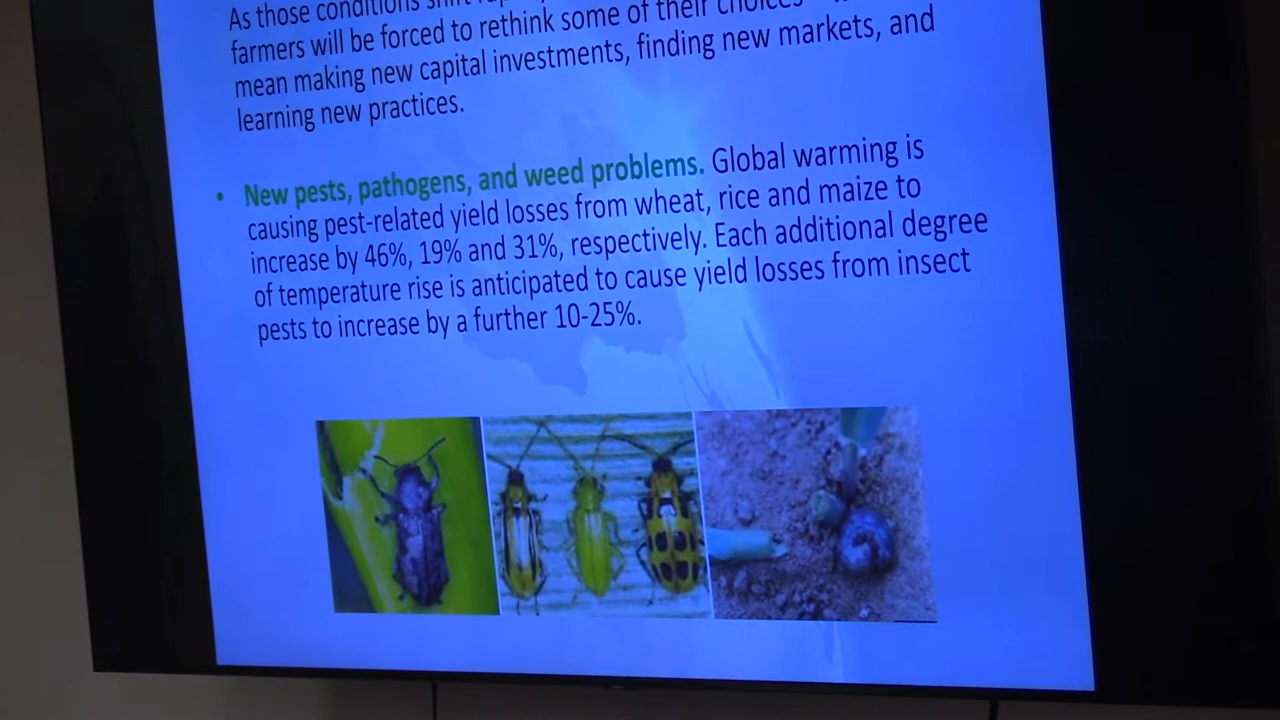 As those conditions
farmers will be forced to rethink some of their choices
mean making new capital investments, finding new markets, and
learning new practices.
• New pests, pathogens, and weed problems. Global warming is
causing pest-related yield losses from wheat, rice and maize to
increase by 46%, 19% and 31%, respectively. Each additional degree
of temperature rise is anticipated to cause yield losses from insect
pests to increase by a further 10-25%.